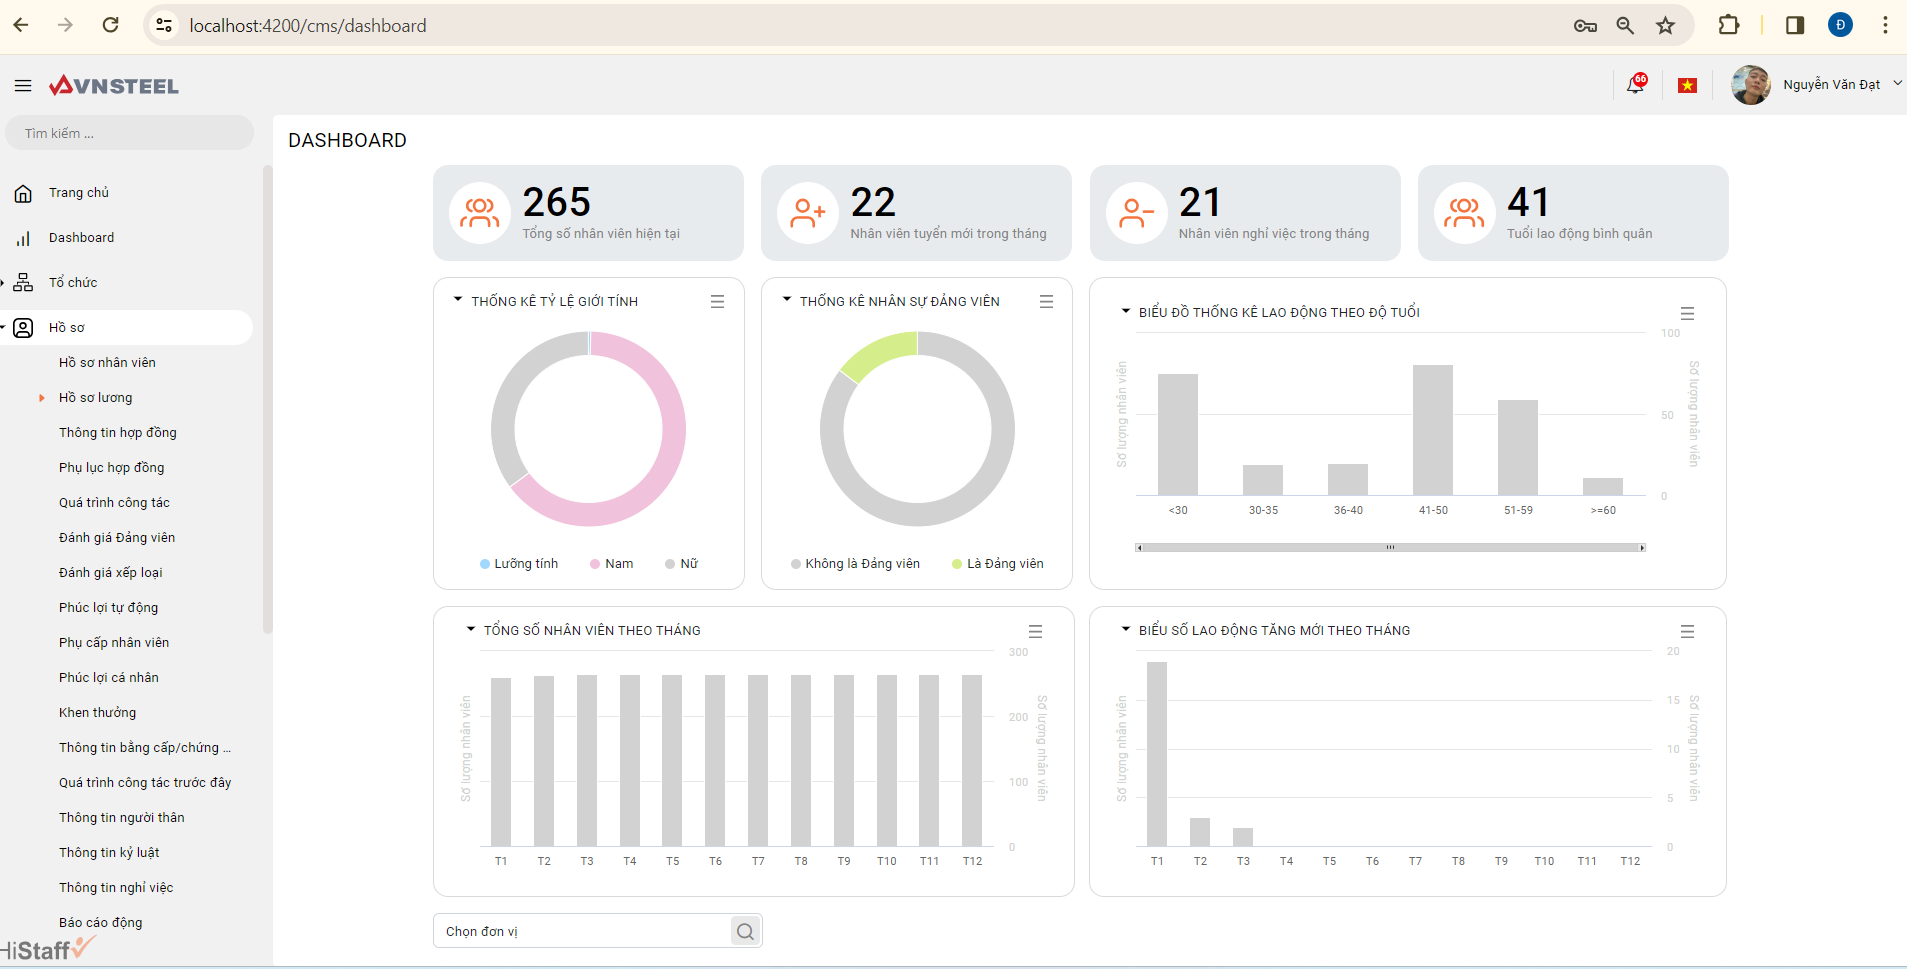 localhost:4200/cms/dashboard
Đ
VNSTEEL
66
Nguyễn Văn Đạt
Tìm kiếm ...
Trang chủ
Dashboard
Tổ chức
Hồ sơ
Hồ sơ nhân viên
Hồ sơ lương
Thông tin hợp đồng
Phụ lục hợp đồng
Quá trình công tác
Đánh giá Đảng viên
Đánh giá xếp loại
Phúc lợi tự động
Phụ cấp nhân viên
Phúc lợi cá nhân
Khen thưởng
Thông tin bằng cấp/chứng ...
Quá trình công tác trước đây
Thông tin người thân
Thông tin kỷ luật
Thông tin nghỉ việc
Báo cáo động
HiStaff
DASHBOARD
265
Tổng số nhân viên hiện tại
22
Nhân viên tuyển mới trong tháng
21
Nhân viên nghỉ việc trong tháng
41
Tuổi lao động bình quân
THỐNG KÊ TỶ LỆ GIỚI TÍNH
Lưỡng tính Nam Nữ
THỐNG KÊ NHÂN SỰ ĐẢNG VIÊN
Không là Đảng viên Là Đảng viên
BIỂU ĐỒ THỐNG KÊ LAO ĐỘNG THEO ĐỘ TUỔI
Số lượng nhân viên
100
50
0
Số lượng nhân viên
<30 30-35 36-40 41-50 51-59 >=60
TỔNG SỐ NHÂN VIÊN THEO THÁNG
Số lượng nhân viên
300
200
100
0
Số lượng nhân viên
T1 T2 T3 T4 T5 T6 T7 T8 T9 T10 T11 T12
BIỂU SỐ LAO ĐỘNG TĂNG MỚI THEO THÁNG
Số lượng nhân viên
20
15
10
5
0
Số lượng nhân viên
T1 T2 T3 T4 T5 T6 T7 T8 T9 T10 T11 T12
Chọn đơn vị